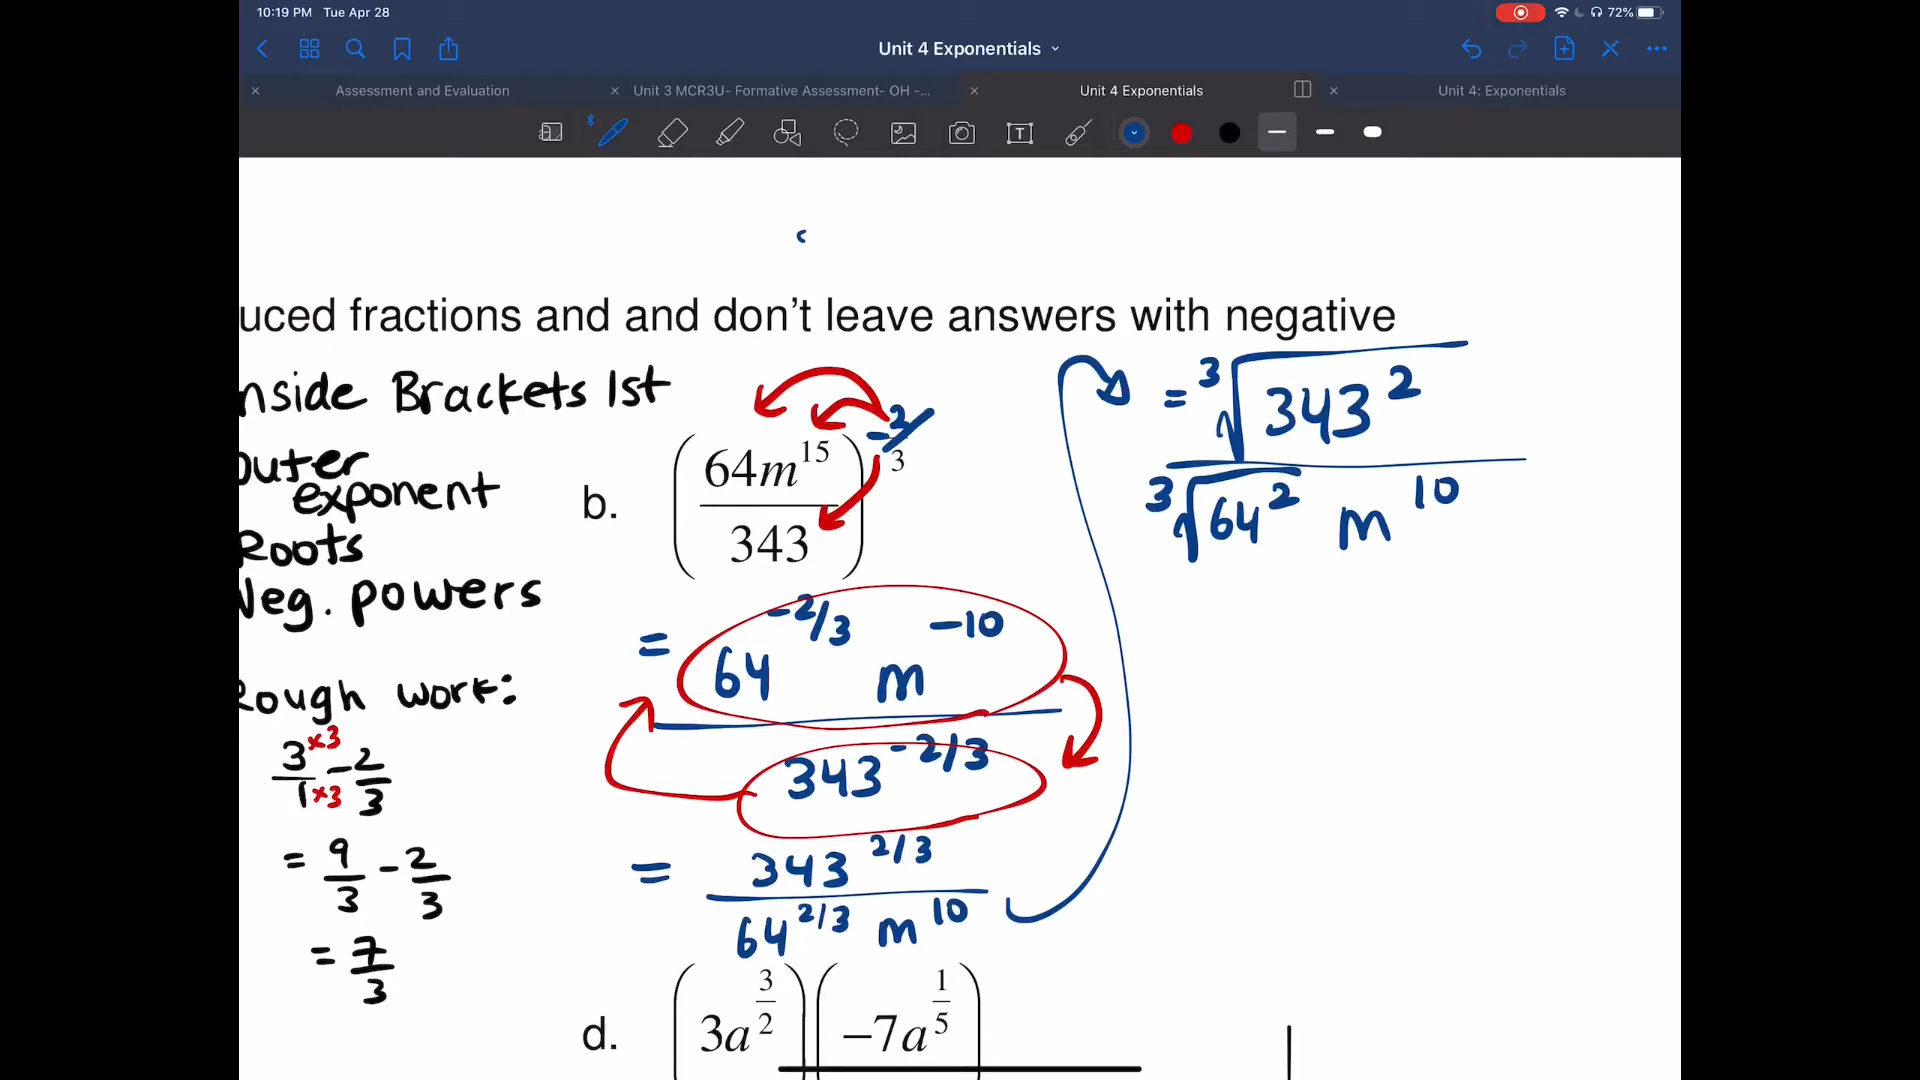 10:19 PM Tue Apr 28
72%
Unit 4 Exponentials
Assessment and Evaluation
Unit 3 MCR3U- Formative Assessment- OH -...
Unit 4 Exponentials
Unit 4: Exponentials
T
uced fractions and and don't leave answers with negative
nside Brackets 1st
outer
exponent
Roots
Neg. powers
Rough work:
3/1 ×3 ×3 - 2/3
= 9/3 - 2/3
= 7/3
b. (64m^15 / 343)^(-2/3)
= 64^(-2/3) m^(-10) / 343^(-2/3)
= 343^(2/3) / 64^(2/3) m^10
= ³√343² / ³√64² m^10
d. (3a^(3/2)) (-7a^(1/5))